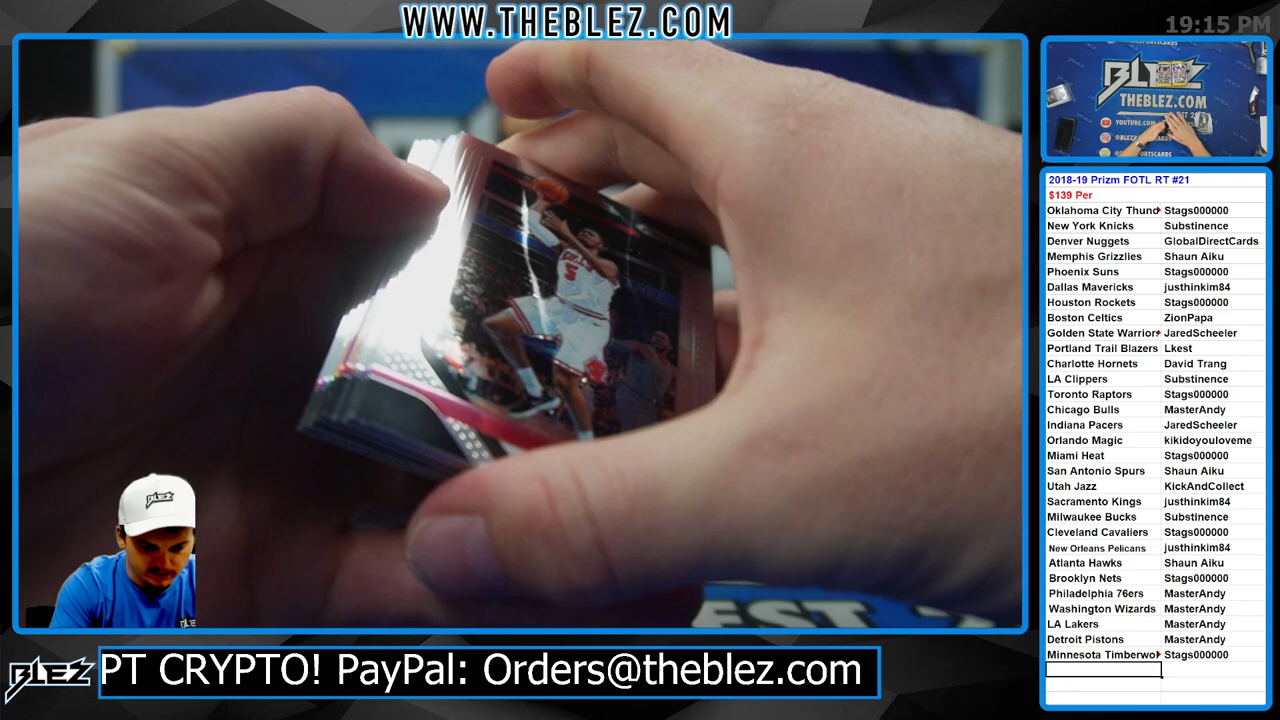 WWW.THEBLEZ.COM
19:15 PM
BLEZ
THEBLEZ.COM
2018-19 Prizm FOTL RT #21
$139 Per
Oklahoma City Thund Stags000000
New York Knicks Substinence
Denver Nuggets GlobalDirectCards
Memphis Grizzlies Shaun Aiku
Phoenix Suns Stags000000
Dallas Mavericks justhinkim84
Houston Rockets Stags000000
Boston Celtics ZionPapa
Golden State Warrior JaredScheeler
Portland Trail Blazers Lkest
Charlotte Hornets David Trang
LA Clippers Substinence
Toronto Raptors Stags000000
Chicago Bulls MasterAndy
Indiana Pacers JaredScheeler
Orlando Magic kikidoyouloveme
Miami Heat Stags000000
San Antonio Spurs Shaun Aiku
Utah Jazz KickAndCollect
Sacramento Kings justhinkim84
Milwaukee Bucks Substinence
Cleveland Cavaliers Stags000000
New Orleans Pelicans justhinkim84
Atlanta Hawks Shaun Aiku
Brooklyn Nets Stags000000
Philadelphia 76ers MasterAndy
Washington Wizards MasterAndy
LA Lakers MasterAndy
Detroit Pistons MasterAndy
Minnesota Timberwo Stags000000
5
BLEZ
BLEZ
PT CRYPTO! PayPal: Orders@theblez.com